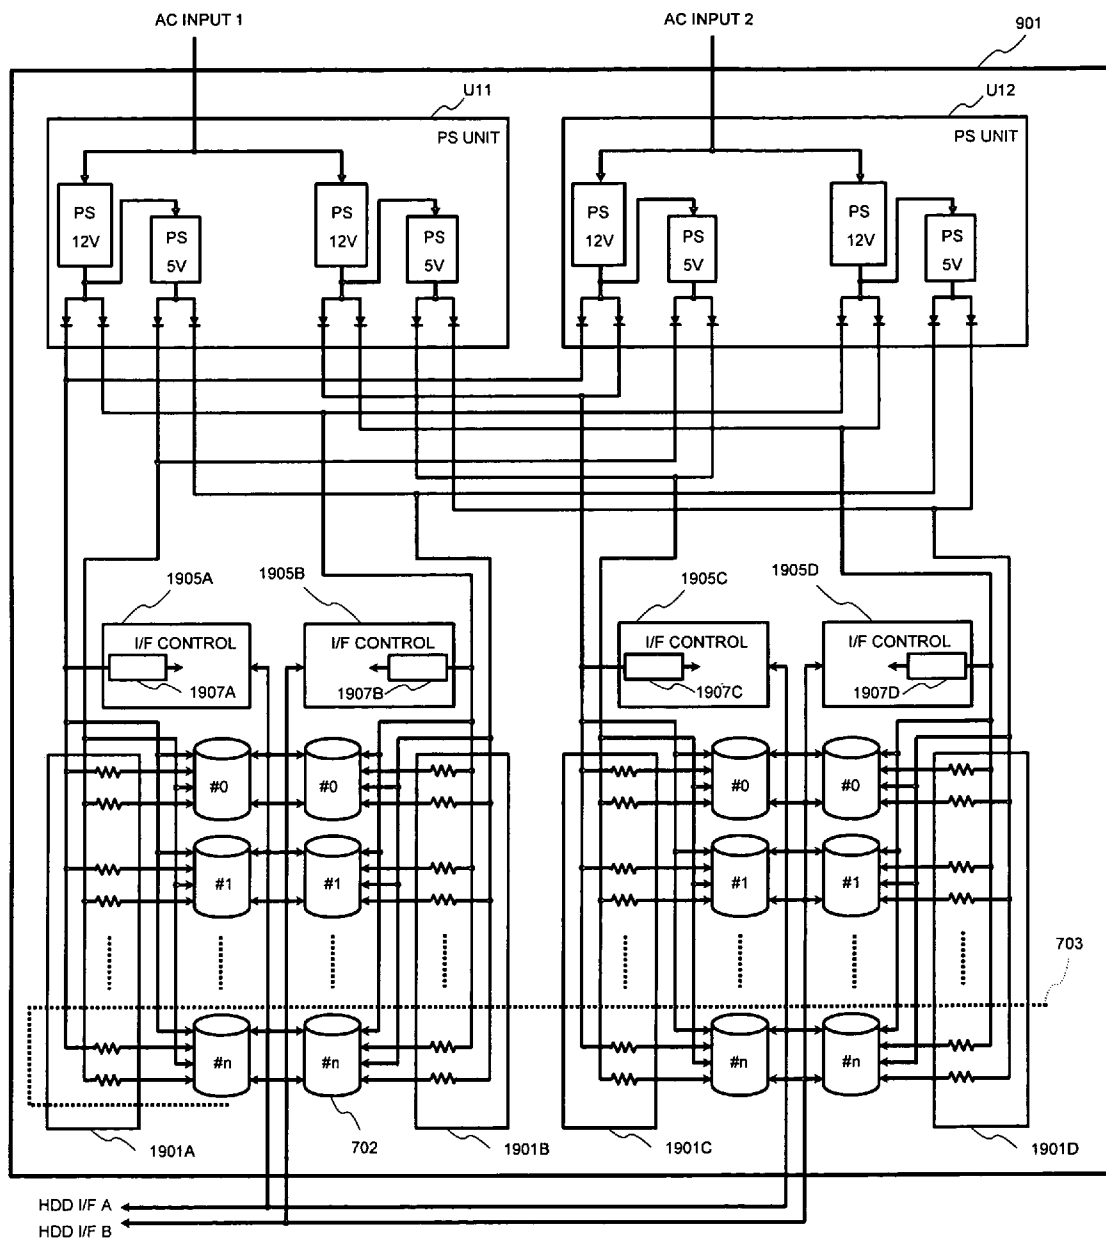 AC INPUT 1
AC INPUT 2
901
U11
U12
PS UNIT
PS UNIT
PS
12V
PS
5V
PS
12V
PS
5V
PS
12V
PS
5V
PS
12V
PS
5V
1905A
1905B
1905C
1905D
I/F CONTROL
I/F CONTROL
I/F CONTROL
I/F CONTROL
1907A
1907B
1907C
1907D
#0
#0
#0
#0
#1
#1
#1
#1
703
#n
#n
#n
#n
1901A
702
1901B
1901C
1901D
HDD I/F A
HDD I/F B